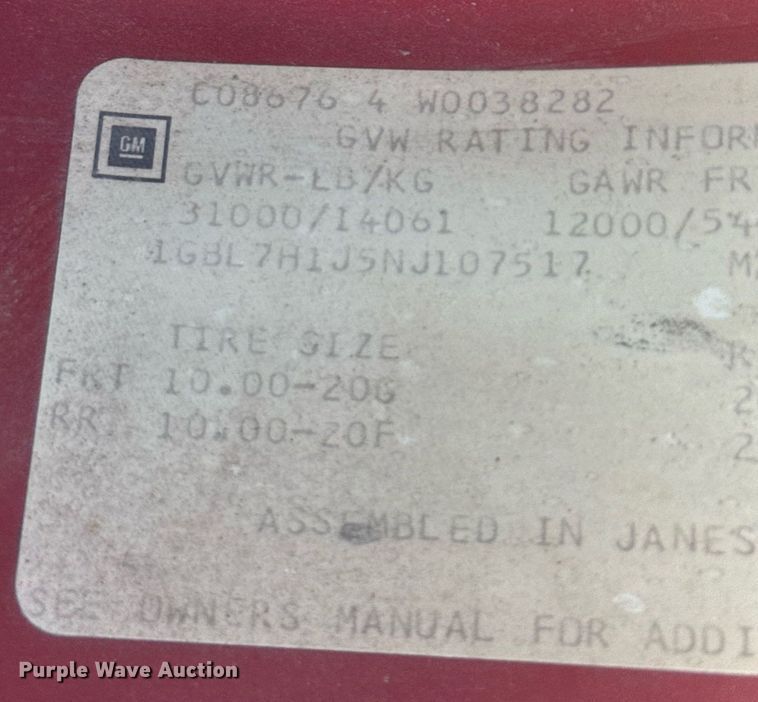 C08676 4 W0038282
GM
GVW RATING INFOR
GVWR-LB/KG GAWR FR
31000/14061 12000/54
1GBL7H1J5NJ107517 M
TIRE SIZE R
FRT 10.00-20G 2
RR 10.00-20F 2
ASSEMBLED IN JANES
SEE OWNERS MANUAL FOR ADDI
Purple Wave Auction